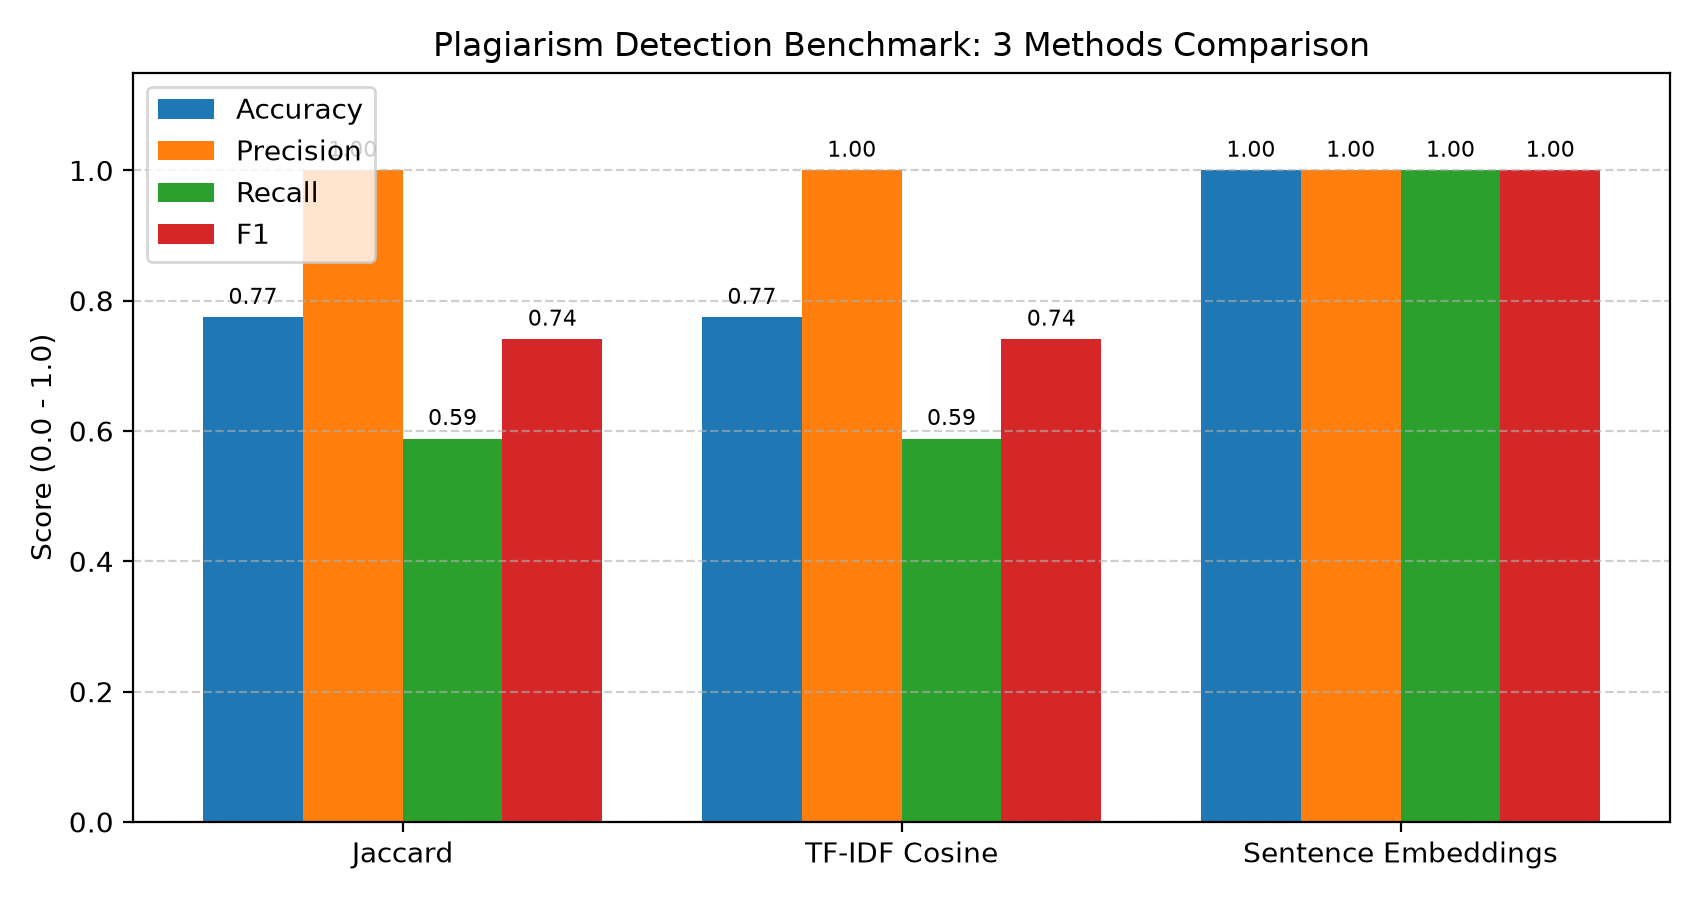 Plagiarism Detection Benchmark: 3 Methods Comparison
Accuracy
Precision
Recall
F1
Score (0.0 - 1.0)
1.0
0.8
0.6
0.4
0.2
0.0
0.77
1.00
0.59
0.74
0.77
1.00
0.59
0.74
1.00
1.00
1.00
1.00
Jaccard
TF-IDF Cosine
Sentence Embeddings